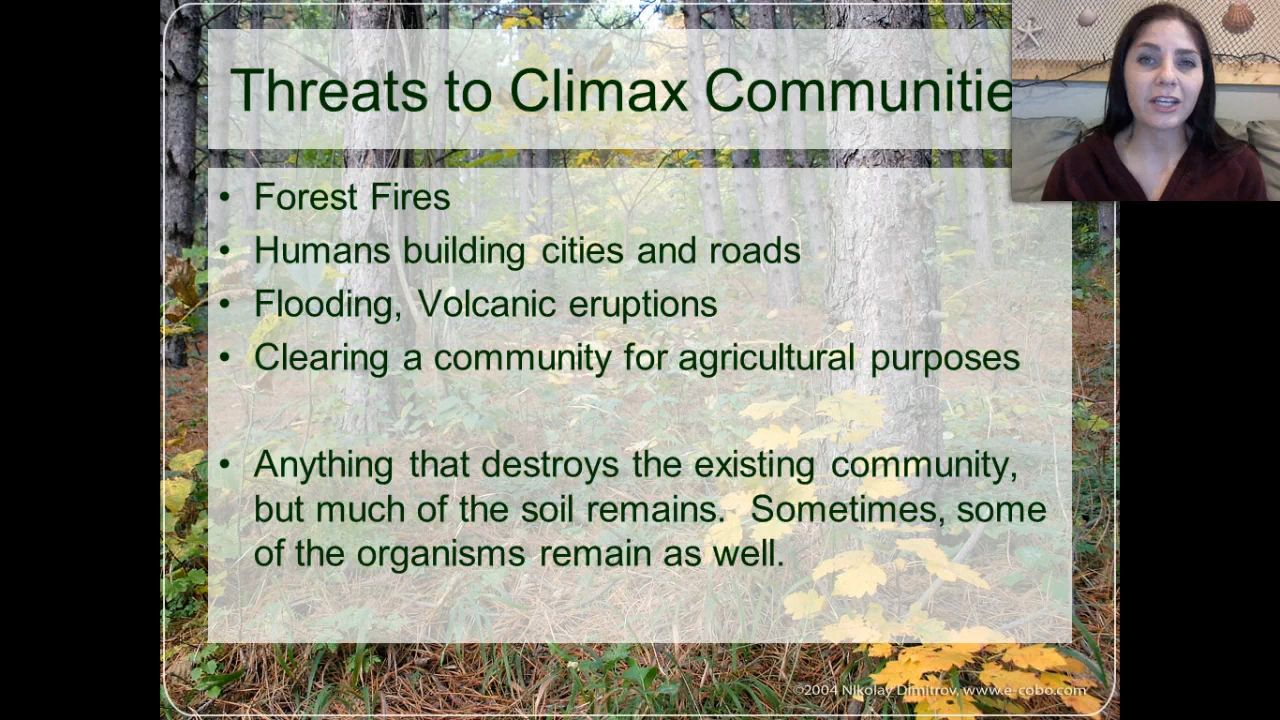 Threats to Climax Communitie
• Forest Fires
• Humans building cities and roads
• Flooding, Volcanic eruptions
• Clearing a community for agricultural purposes
• Anything that destroys the existing community,
but much of the soil remains. Sometimes, some
of the organisms remain as well.
©2004 Nikolay Dimitrov, www.e-cobo.com